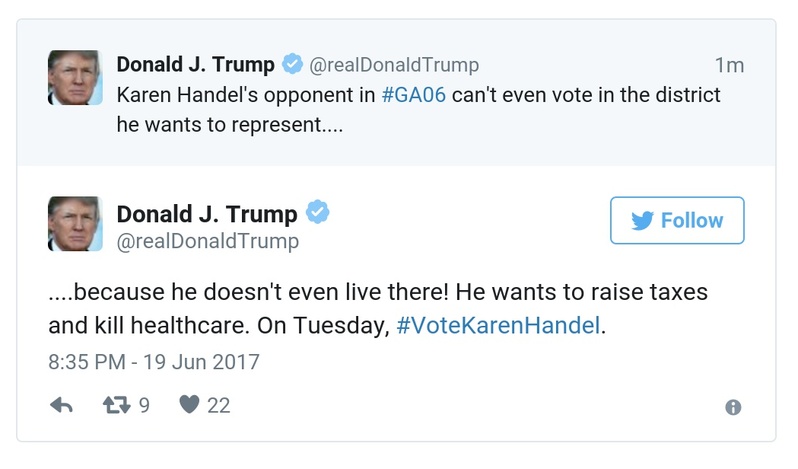 Donald J. Trump @realDonaldTrump 1m
Karen Handel's opponent in #GA06 can't even vote in the district
he wants to represent....
Donald J. Trump
@realDonaldTrump
Follow
....because he doesn't even live there! He wants to raise taxes
and kill healthcare. On Tuesday, #VoteKarenHandel.
8:35 PM - 19 Jun 2017
9 22